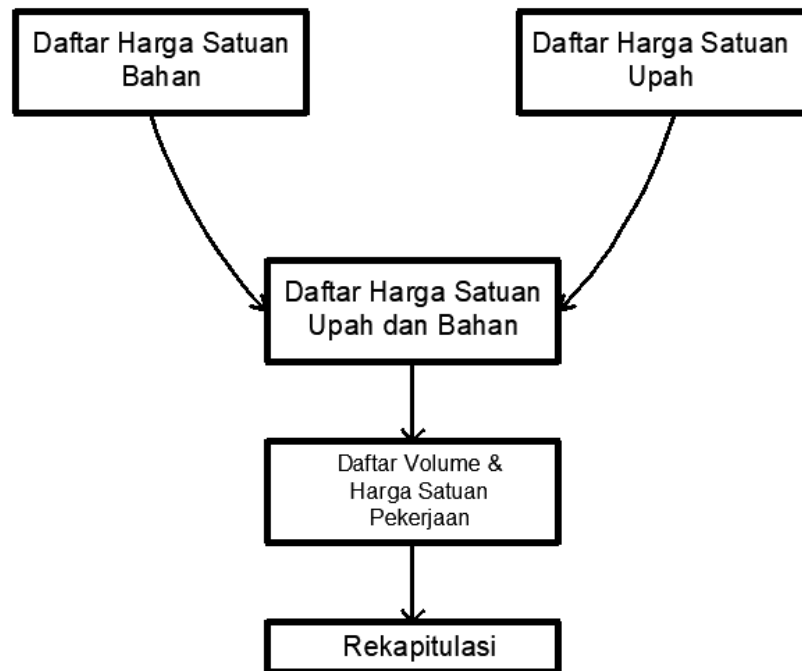 Daftar Harga Satuan
Bahan
Daftar Harga Satuan
Upah
Daftar Harga Satuan
Upah dan Bahan
Daftar Volume &
Harga Satuan
Pekerjaan
Rekapitulasi